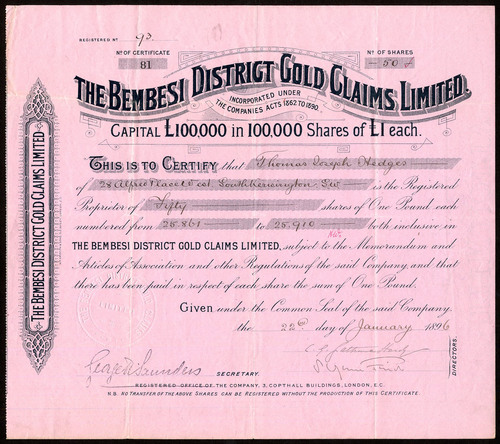 REGISTERED Nº 93
Nº OF CERTIFICATE
81
Nº OF SHARES
50
THE BEMBESI DISTRICT GOLD CLAIMS LIMITED.
INCORPORATED UNDER
THE COMPANIES ACTS 1862 TO 1890.
CAPITAL £100,000 in 100,000 Shares of £1 each.
THIS IS TO CERTIFY that Thomas Joseph Hedges
of 28 Alfred Place West, South Kensington, S.W. is the Registered
Proprietor of Fifty shares of One Pound each
numbered from 25.861 to 25.910 both inclusive in
THE BEMBESI DISTRICT GOLD CLAIMS LIMITED, subject to the Memorandum and
Articles of Association and other Regulations of the said Company, and that
there has been paid in respect of each share the sum of One Pound.
Given under the Common Seal of the said Company,
the 22nd day of January 1896
George W Saunders
SECRETARY.
DIRECTORS.
REGISTERED OFFICE OF THE COMPANY, 3, COPTHALL BUILDINGS, LONDON, E.C.
N.B. NO TRANSFER OF THE ABOVE SHARES CAN BE REGISTERED WITHOUT THE PRODUCTION OF THIS CERTIFICATE.
THE BEMBESI DISTRICT GOLD CLAIMS LIMITED